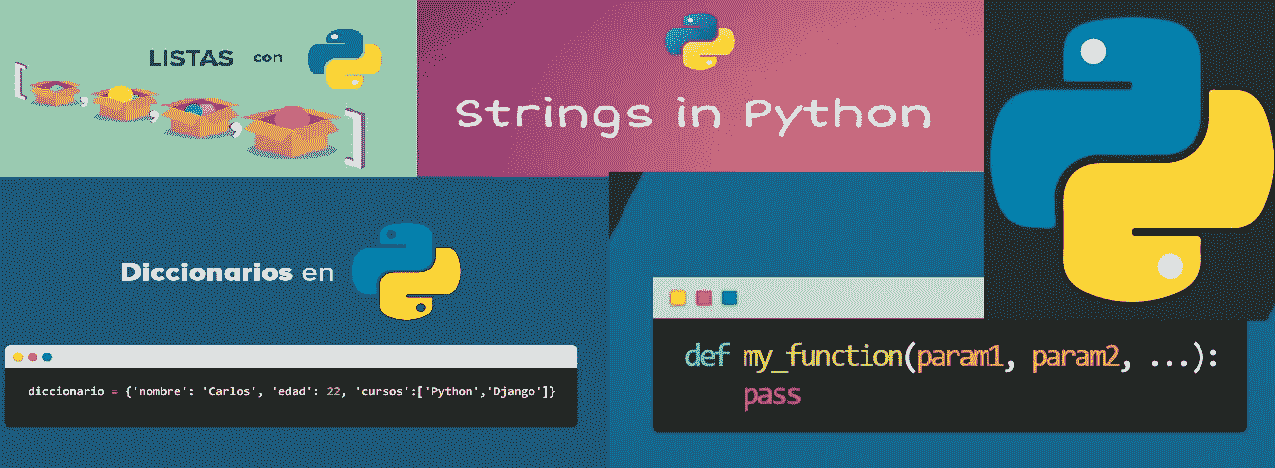 LISTAS con
[ , , , ]
Strings in Python
Diccionarios en
diccionario = {'nombre': 'Carlos', 'edad': 22, 'cursos':['Python','Django']}
def my_function(param1, param2, ...):
pass